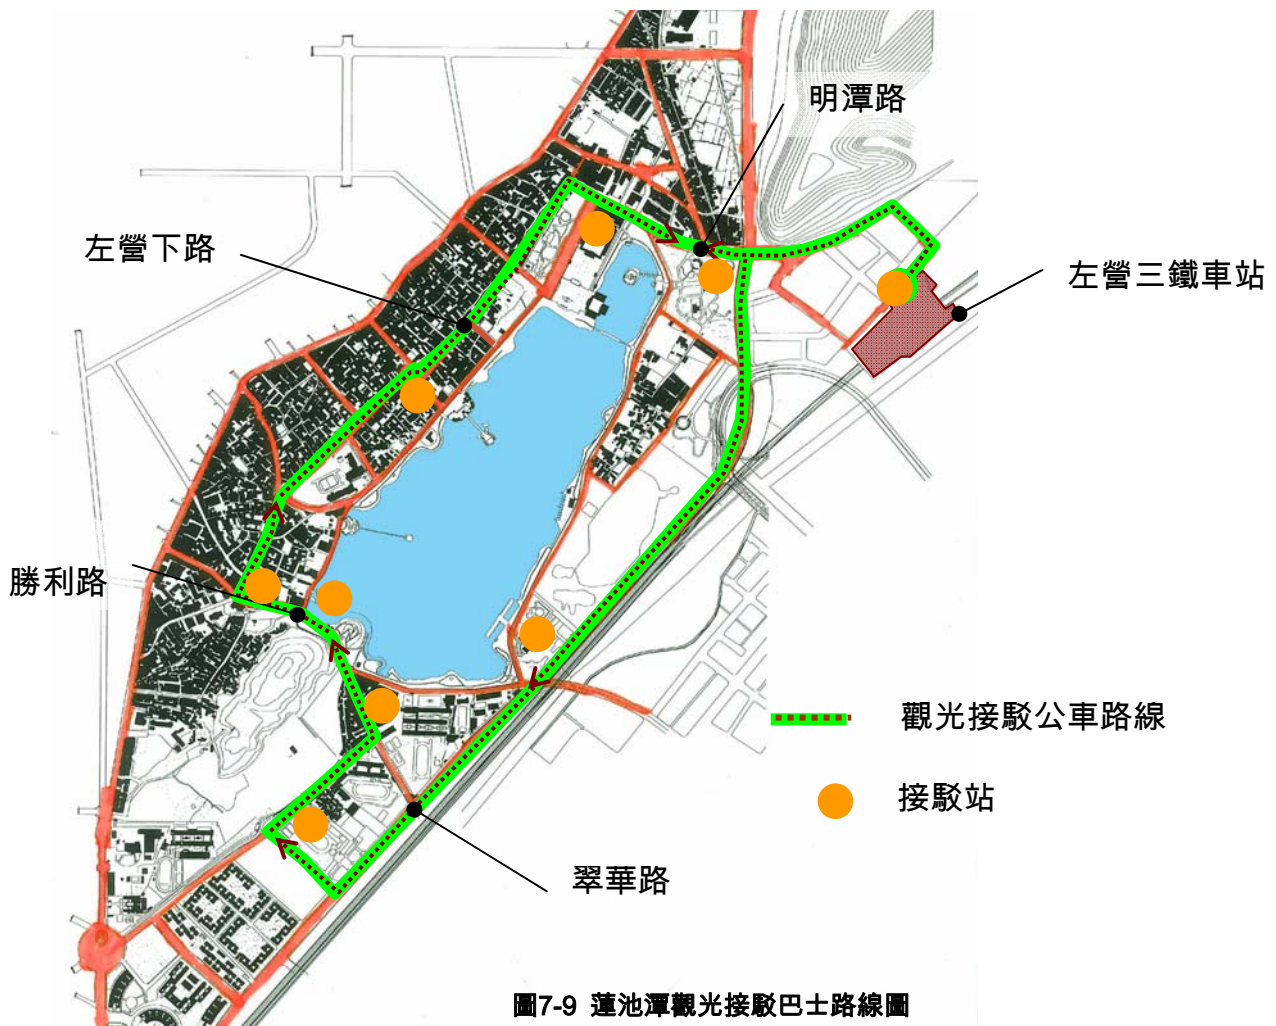 明潭路
左營下路
左營三鐵車站
勝利路
觀光接駁公車路線
接駁站
翠華路
圖7-9 蓮池潭觀光接駁巴士路線圖